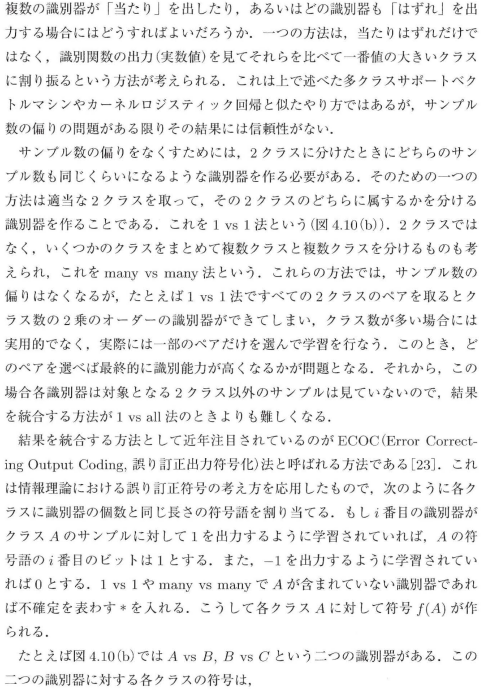 複数の識別器が「当たり」を出したり，あるいはどの識別器も「はずれ」を出
力する場合にはどうすればよいだろうか．一つの方法は，当たりはずれだけで
はなく，識別関数の出力(実数値)を見てそれらを比べて一番値の大きいクラス
に割り振るという方法が考えられる．これは上で述べた多クラスサポートベク
トルマシンやカーネルロジスティック回帰と似たやり方ではあるが，サンプル
数の偏りの問題がある限りその結果には信頼性がない．
　サンプル数の偏りをなくすためには，2クラスに分けたときにどちらのサン
プル数も同じくらいになるような識別器を作る必要がある．そのための一つの
方法は適当な2クラスを取って，その2クラスのどちらに属するかを分ける
識別器を作ることである．これを1 vs 1法という(図4.10(b))．2クラスでは
なく，いくつかのクラスをまとめて複数クラスと複数クラスを分けるものも考
えられ，これをmany vs many法という．これらの方法では，サンプル数の
偏りはなくなるが，たとえば1 vs 1法ですべての2クラスのペアを取るとク
ラス数の2乗のオーダーの識別器ができてしまい，クラス数が多い場合には
実用的でなく，実際には一部のペアだけを選んで学習を行なう．このとき，ど
のペアを選べば最終的に識別能力が高くなるかが問題となる．それから，この
場合各識別器は対象となる2クラス以外のサンプルは見ていないので，結果
を統合する方法が1 vs all法のときよりも難しくなる．
　結果を統合する方法として近年注目されているのがECOC(Error Correct-
ing Output Coding, 誤り訂正出力符号化)法と呼ばれる方法である[23]．これ
は情報理論における誤り訂正符号の考え方を応用したもので，次のように各ク
ラスに識別器の個数と同じ長さの符号語を割り当てる．もしi番目の識別器が
クラスAのサンプルに対して1を出力するように学習されていれば，Aの符
号語のi番目のビットは1とする．また，−1を出力するように学習されてい
れば0とする．1 vs 1やmany vs manyでAが含まれていない識別器であれ
ば不確定を表わす*を入れる．こうして各クラスAに対して符号f(A)が作
られる．
　たとえば図4.10(b)ではA vs B, B vs Cという二つの識別器がある．この
二つの識別器に対する各クラスの符号は，